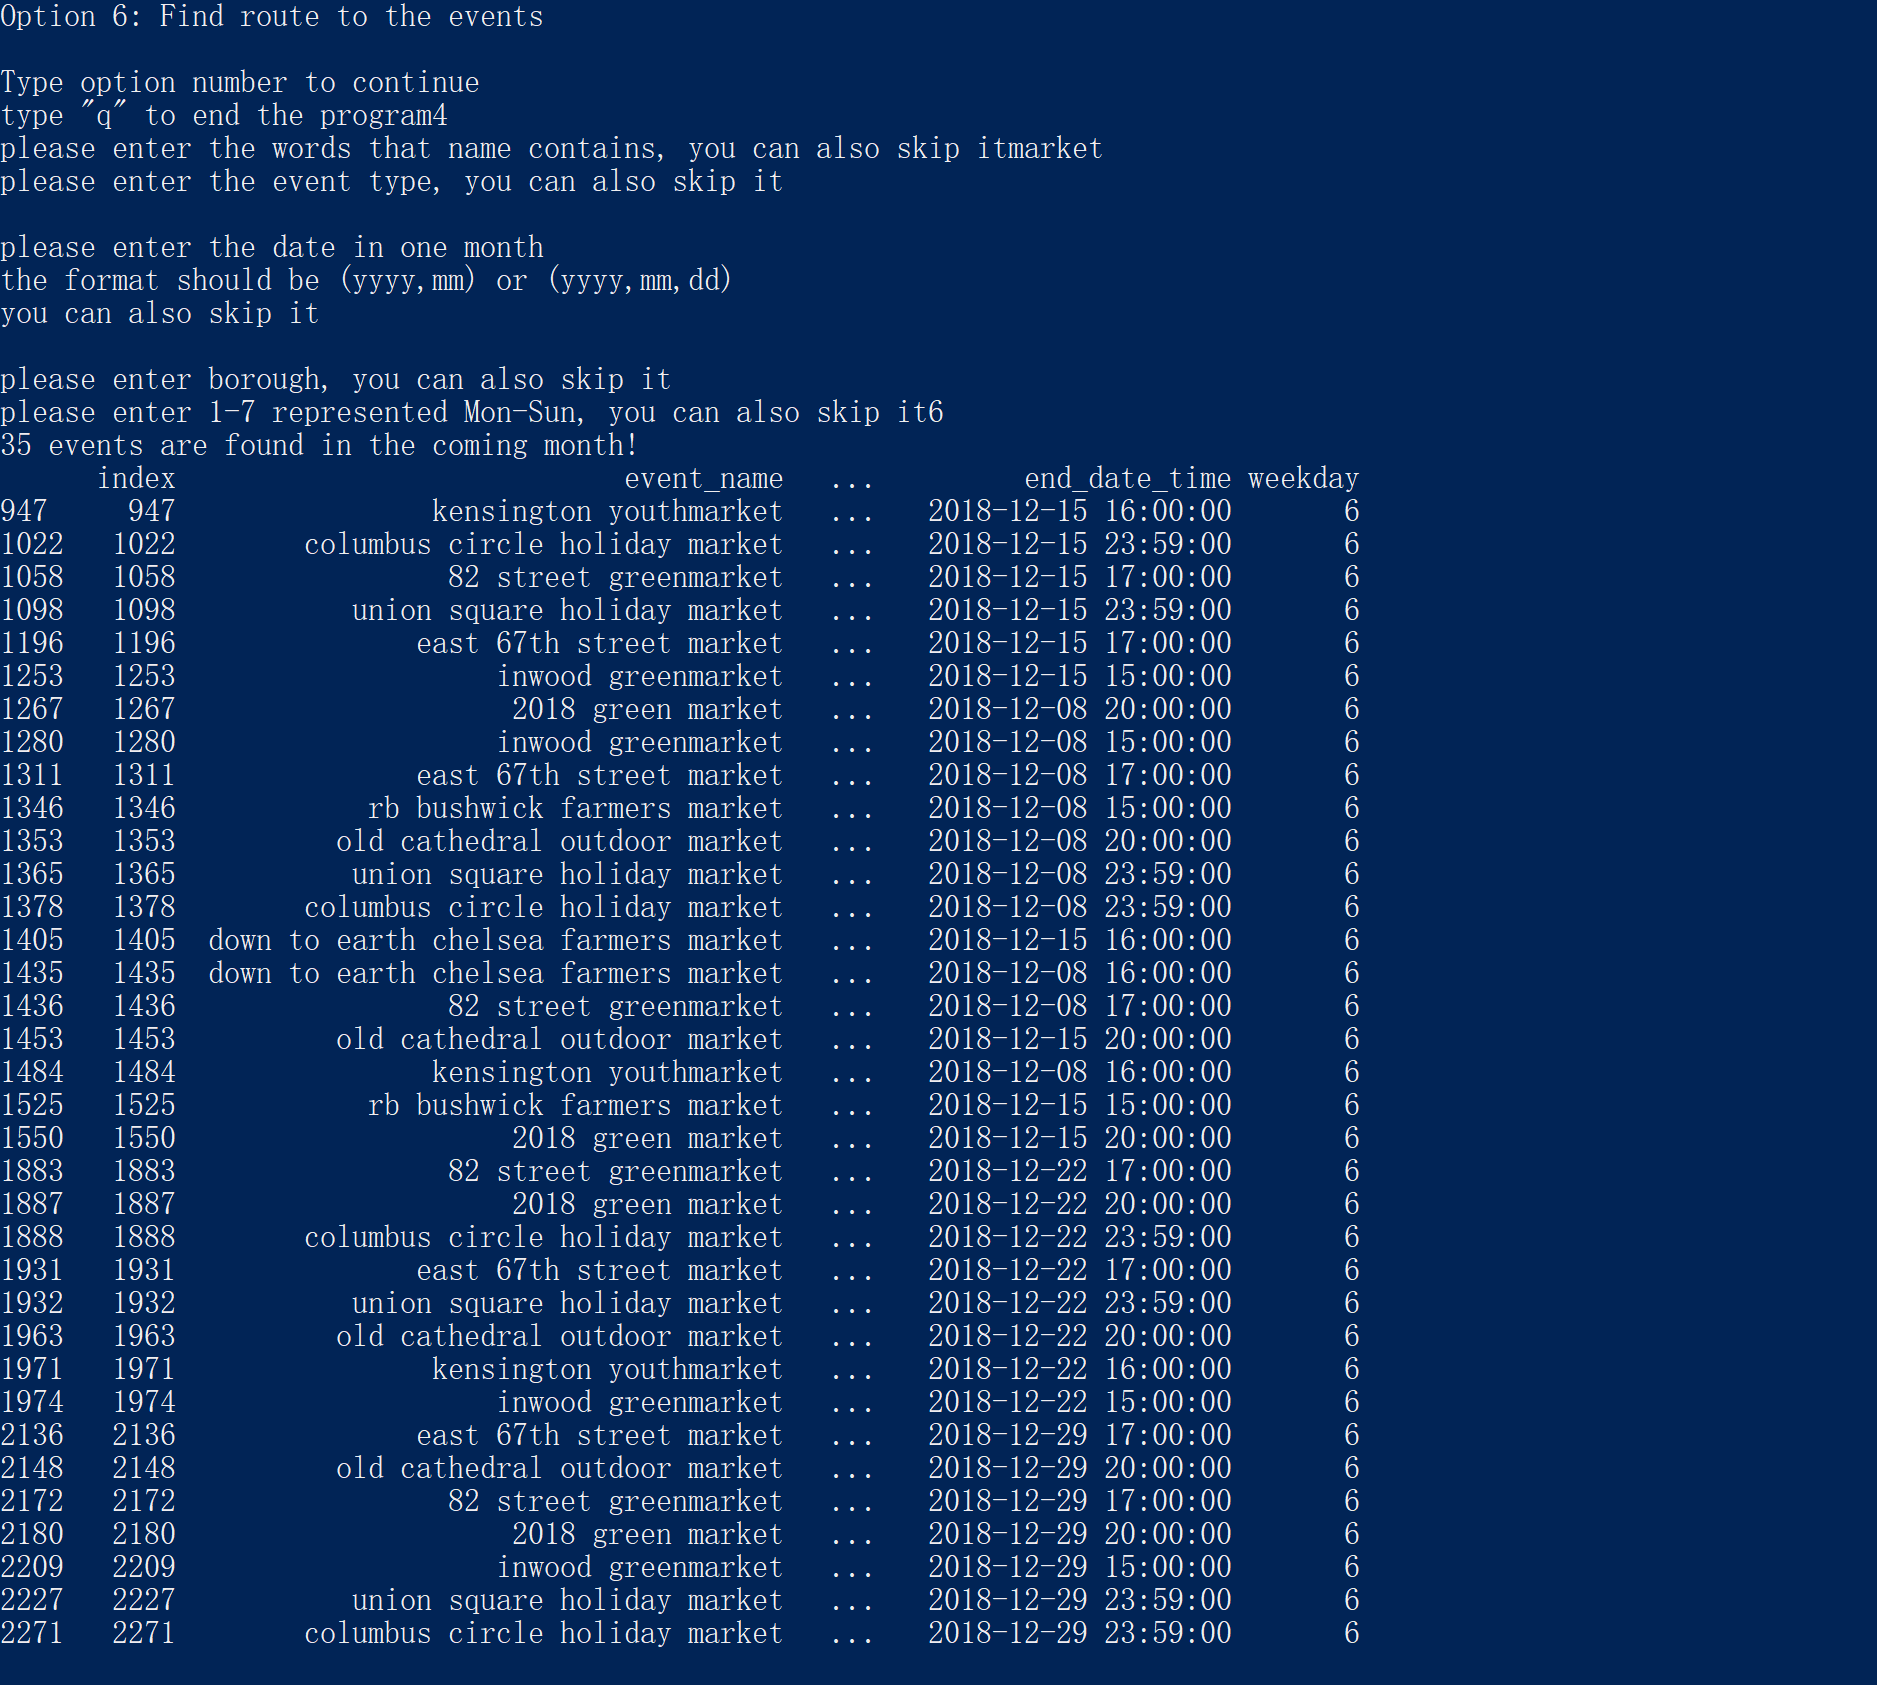 Option 6: Find route to the events
Type option number to continue
type "q" to end the program4
please enter the words that name contains, you can also skip itmarket
please enter the event type, you can also skip it
please enter the date in one month
the format should be (yyyy,mm) or (yyyy,mm,dd)
you can also skip it
please enter borough, you can also skip it
please enter 1-7 represented Mon-Sun, you can also skip it6
35 events are found in the coming month!
index event_name ... end_date_time weekday
947 947 kensington youthmarket ... 2018-12-15 16:00:00 6
1022 1022 columbus circle holiday market ... 2018-12-15 23:59:00 6
1058 1058 82 street greenmarket ... 2018-12-15 17:00:00 6
1098 1098 union square holiday market ... 2018-12-15 23:59:00 6
1196 1196 east 67th street market ... 2018-12-15 17:00:00 6
1253 1253 inwood greenmarket ... 2018-12-15 15:00:00 6
1267 1267 2018 green market ... 2018-12-08 20:00:00 6
1280 1280 inwood greenmarket ... 2018-12-08 15:00:00 6
1311 1311 east 67th street market ... 2018-12-08 17:00:00 6
1346 1346 rb bushwick farmers market ... 2018-12-08 15:00:00 6
1353 1353 old cathedral outdoor market ... 2018-12-08 20:00:00 6
1365 1365 union square holiday market ... 2018-12-08 23:59:00 6
1378 1378 columbus circle holiday market ... 2018-12-08 23:59:00 6
1405 1405 down to earth chelsea farmers market ... 2018-12-15 16:00:00 6
1435 1435 down to earth chelsea farmers market ... 2018-12-08 16:00:00 6
1436 1436 82 street greenmarket ... 2018-12-08 17:00:00 6
1453 1453 old cathedral outdoor market ... 2018-12-15 20:00:00 6
1484 1484 kensington youthmarket ... 2018-12-08 16:00:00 6
1525 1525 rb bushwick farmers market ... 2018-12-15 15:00:00 6
1550 1550 2018 green market ... 2018-12-15 20:00:00 6
1883 1883 82 street greenmarket ... 2018-12-22 17:00:00 6
1887 1887 2018 green market ... 2018-12-22 20:00:00 6
1888 1888 columbus circle holiday market ... 2018-12-22 23:59:00 6
1931 1931 east 67th street market ... 2018-12-22 17:00:00 6
1932 1932 union square holiday market ... 2018-12-22 23:59:00 6
1963 1963 old cathedral outdoor market ... 2018-12-22 20:00:00 6
1971 1971 kensington youthmarket ... 2018-12-22 16:00:00 6
1974 1974 inwood greenmarket ... 2018-12-22 15:00:00 6
2136 2136 east 67th street market ... 2018-12-29 17:00:00 6
2148 2148 old cathedral outdoor market ... 2018-12-29 20:00:00 6
2172 2172 82 street greenmarket ... 2018-12-29 17:00:00 6
2180 2180 2018 green market ... 2018-12-29 20:00:00 6
2209 2209 inwood greenmarket ... 2018-12-29 15:00:00 6
2227 2227 union square holiday market ... 2018-12-29 23:59:00 6
2271 2271 columbus circle holiday market ... 2018-12-29 23:59:00 6